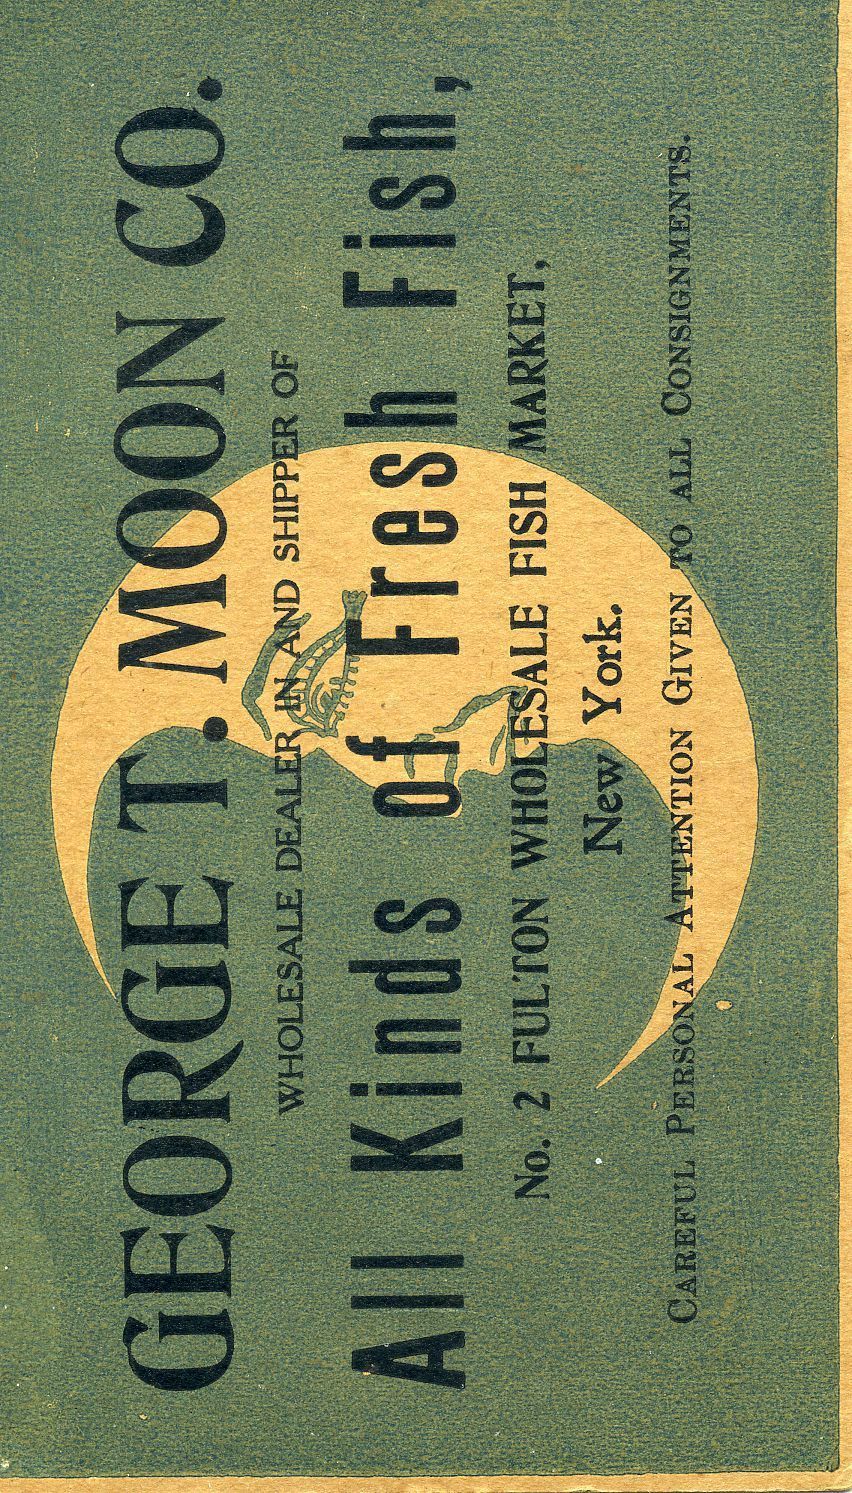 GEORGE T. MOON CO.
WHOLESALE DEALER IN AND SHIPPER OF
All Kinds of Fresh Fish,
No. 2 FULTON WHOLESALE FISH MARKET,
New York.
CAREFUL PERSONAL ATTENTION GIVEN TO ALL CONSIGNMENTS.